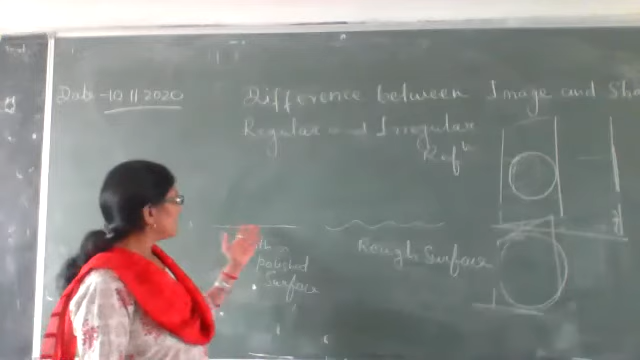 Date - 10 11 2020
Difference between Image and Sha
Regular and Irregular
Refⁿ
polished
Surface
Rough Surface